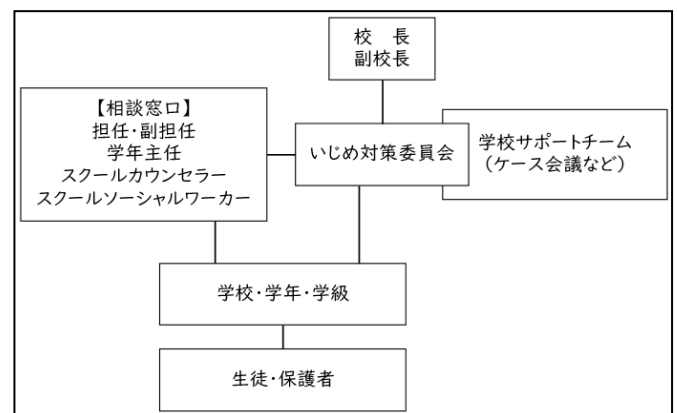 校　長
副校長
【相談窓口】
担任・副担任
学年主任
スクールカウンセラー
スクールソーシャルワーカー
いじめ対策委員会
学校サポートチーム
（ケース会議など）
学校・学年・学級
生徒・保護者